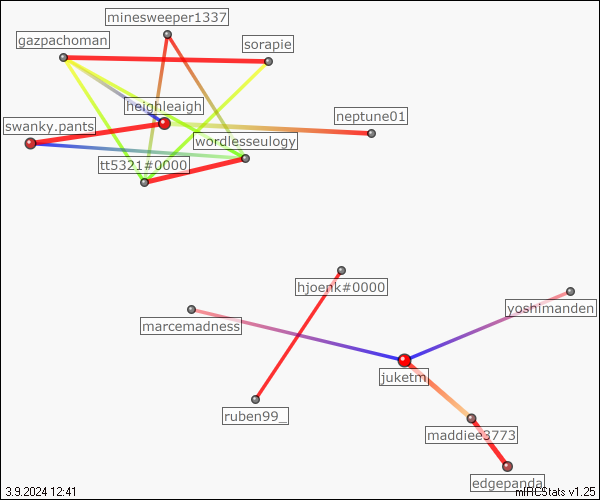 minesweeper1337
gazpachoman
sorapie
heighleaigh
neptune01
swanky.pants
wordlesseulogy
tt5321#0000
hjoenk#0000
yoshimanden
marcemadness
juketm
ruben99_
maddiee3773
edgepanda
3.9.2024 12:41
mIRCStats v1.25